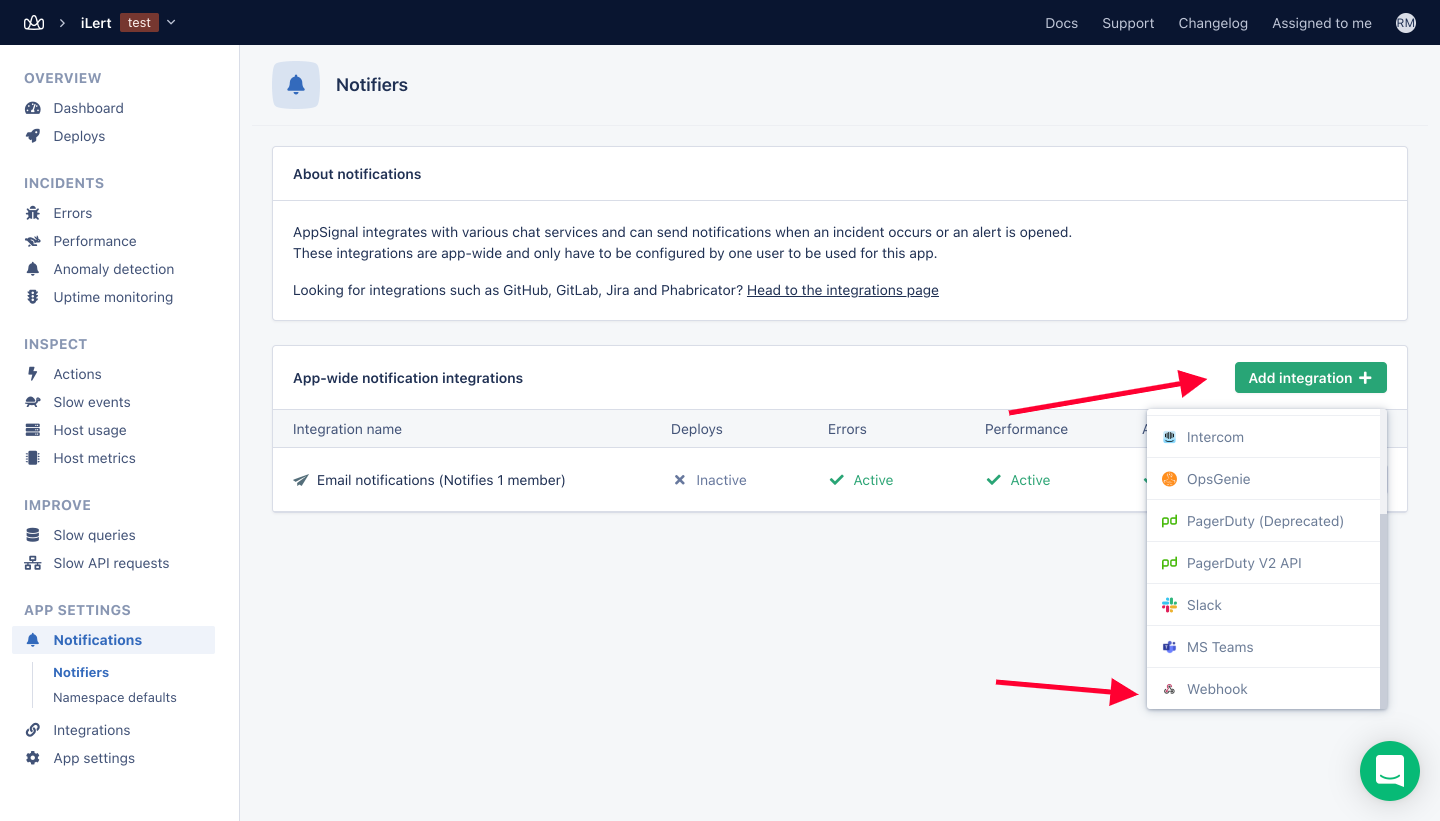 iLert test
Docs Support Changelog Assigned to me RM
OVERVIEW
Dashboard
Deploys
INCIDENTS
Errors
Performance
Anomaly detection
Uptime monitoring
INSPECT
Actions
Slow events
Host usage
Host metrics
IMPROVE
Slow queries
Slow API requests
APP SETTINGS
Notifications
Notifiers
Namespace defaults
Integrations
App settings
Notifiers
About notifications
AppSignal integrates with various chat services and can send notifications when an incident occurs or an alert is opened.
These integrations are app-wide and only have to be configured by one user to be used for this app.
Looking for integrations such as GitHub, GitLab, Jira and Phabricator? Head to the integrations page
App-wide notification integrations
Add integration
Integration name Deploys Errors Performance
Email notifications (Notifies 1 member) Inactive Active Active
Intercom
OpsGenie
pd PagerDuty (Deprecated)
pd PagerDuty V2 API
Slack
MS Teams
Webhook